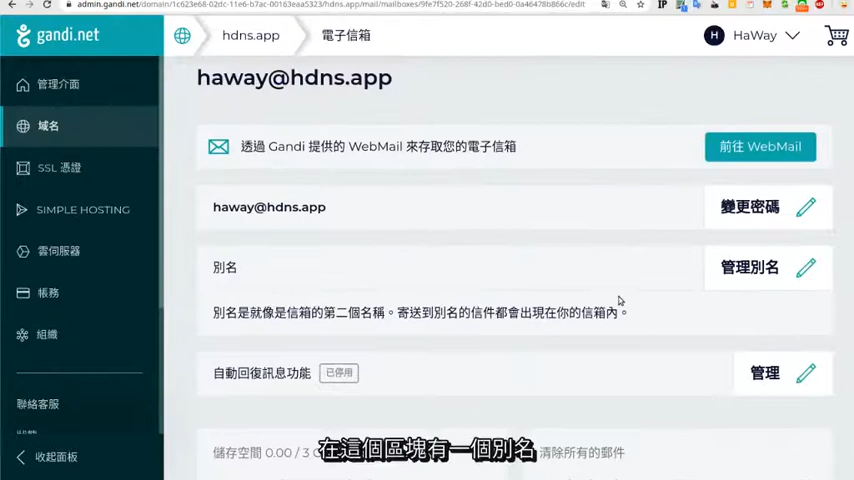 admin.gandi.net/domain/1c623e68-02dc-11e6-b7ac-00163eaa5323/hdns.app/mail/mailboxes/9fe7f520-268f-42d0-bed0-0a46478b866c/edit
gandi.net
hdns.app
電子信箱
H
HaWay
管理介面
域名
SSL 憑證
SIMPLE HOSTING
雲伺服器
帳務
組織
聯絡客服
收起面板
haway@hdns.app
透過 Gandi 提供的 WebMail 來存取您的電子信箱
前往 WebMail
haway@hdns.app
變更密碼
別名
管理別名
別名是就像是信箱的第二個名稱。寄送到別名的信件都會出現在你的信箱內。
自動回復訊息功能
已停用
管理
儲存空間 0.00 / 3
清除所有的郵件
在這個區塊有一個別名